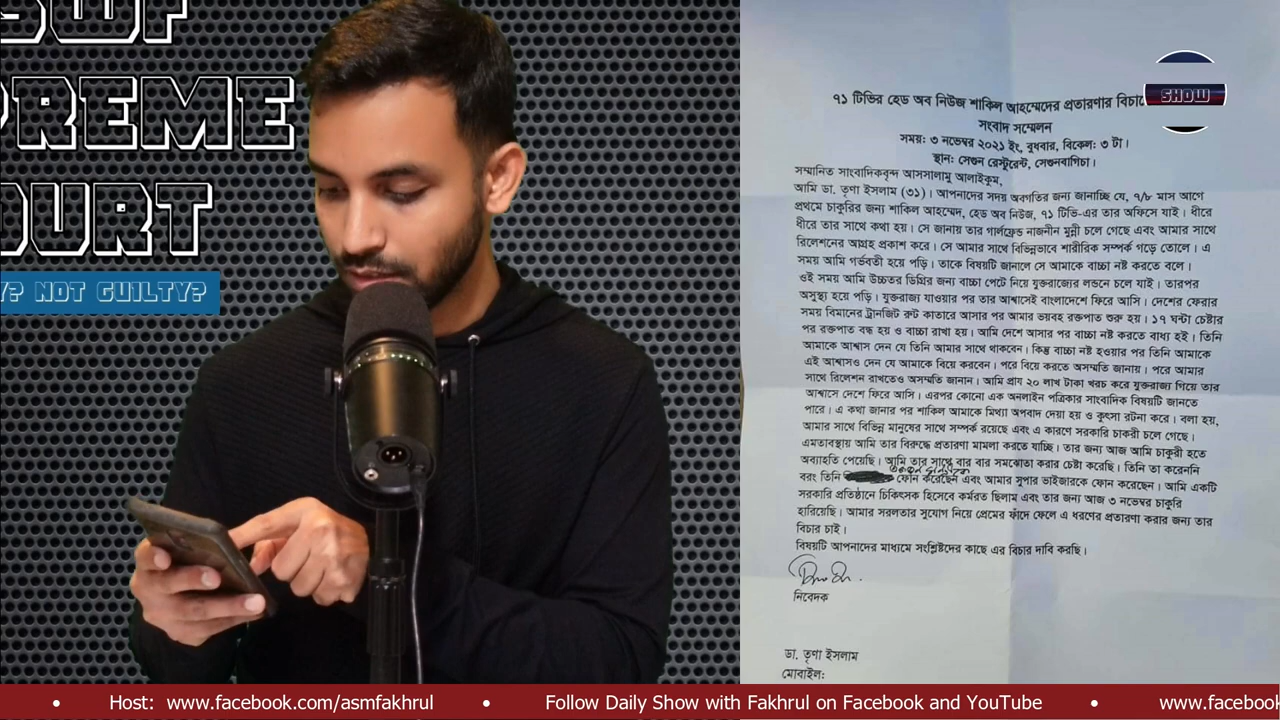 PREME
Y? NOT GUILTY?
SHOW
৭১ টিভির হেড অব নিউজ শাকিল আহম্মেদের প্রতারণার বিচারে
সংবাদ সম্মেলন
সময়: ৩ নভেম্বর ২০২১ ইং, বুধবার, বিকেল: ৩ টা।
স্থান: সেগুন রেস্টুরেন্ট, সেগুনবাগিচা।
সম্মানিত সাংবাদিকবৃন্দ আসসালামু আলাইকুম,
আমি ডা. তৃণা ইসলাম (৩১)। আপনাদের সদয় অবগতির জন্য জানাচ্ছি যে, ৭/৮ মাস আগে
প্রথমে চাকুরির জন্য শাকিল আহম্মেদ, হেড অব নিউজ, ৭১ টিভি-এর তার অফিসে যাই। ধীরে
ধীরে তার সাথে কথা হয়। সে জানায় তার গার্লফ্রেন্ড নাজনীন মুন্নী চলে গেছে এবং আমার সাথে
রিলেশনের আগ্রহ প্রকাশ করে। সে আমার সাথে বিভিন্নভাবে শারীরিক সম্পর্ক গড়ে তোলে। এ
সময় আমি গর্ভবতী হয়ে পড়ি। তাকে বিষয়টি জানালে সে আমাকে বাচ্চা নষ্ট করতে বলে।
ওই সময় আমি উচ্চতর ডিগ্রির জন্য বাচ্চা পেটে নিয়ে যুক্তরাজ্যের লন্ডনে চলে যাই। তারপর
অসুস্থ্য হয়ে পড়ি। যুক্তরাজ্য যাওয়ার পর তার আশ্বাসেই বাংলাদেশে ফিরে আসি। দেশের ফেরার
সময় বিমানের ট্রানজিট রুট কাতারে আসার পর আমার ভয়বহ রক্তপাত শুরু হয়। ১৭ ঘন্টা চেষ্টার
পর রক্তপাত বন্ধ হয় ও বাচ্চা রাখা হয়। আমি দেশে আসার পর বাচ্চা নষ্ট করতে বাধ্য হই। তিনি
আমাকে আশ্বাস দেন যে তিনি আমার সাথে থাকবেন। কিন্তু বাচ্চা নষ্ট হওয়ার পর তিনি আমাকে
এই আশ্বাসও দেন যে আমাকে বিয়ে করবেন। পরে বিয়ে করতে অসম্মতি জানায়। পরে আমার
সাথে রিলেশন রাখতেও অসম্মতি জানান। আমি প্রায় ২০ লাখ টাকা খরচ করে যুক্তরাজ্য গিয়ে তার
আশ্বাসে দেশে ফিরে আসি। এরপর কোনো এক অনলাইন পত্রিকার সাংবাদিক বিষয়টি জানতে
পারে। এ কথা জানার পর শাকিল আমাকে মিথ্যা অপবাদ দেয়া হয় ও কুৎসা রটনা করে। বলা হয়,
আমার সাথে বিভিন্ন মানুষের সাথে সম্পর্ক রয়েছে এবং এ কারণে সরকারি চাকরী চলে গেছে।
এমতাবস্থায় আমি তার বিরুদ্ধে প্রতারণা মামলা করতে যাচ্ছি। তার জন্য আজ আমি চাকুরী হতে
অব্যাহতি পেয়েছি। আমি তার সাথে বার বার সমঝোতা করার চেষ্টা করেছি। তিনি তা করেননি
বরং তিনি ফোন করেছেন এবং আমার সুপার ভাইজারকে ফোন করেছেন। আমি একটি
সরকারি প্রতিষ্ঠানে চিকিৎসক হিসেবে কর্মরত ছিলাম এবং তার জন্য আজ ৩ নভেম্বর চাকুরি
হারিয়েছি। আমার সরলতার সুযোগ নিয়ে প্রেমের ফাঁদে ফেলে এ ধরণের প্রতারণা করার জন্য তার
বিচার চাই।
বিষয়টি আপনাদের মাধ্যমে সংশ্লিষ্টদের কাছে এর বিচার দাবি করছি।
নিবেদক
ডা. তৃণা ইসলাম
মোবাইল:
• Host: www.facebook.com/asmfakhrul • Follow Daily Show with Fakhrul on Facebook and YouTube • www.facebook